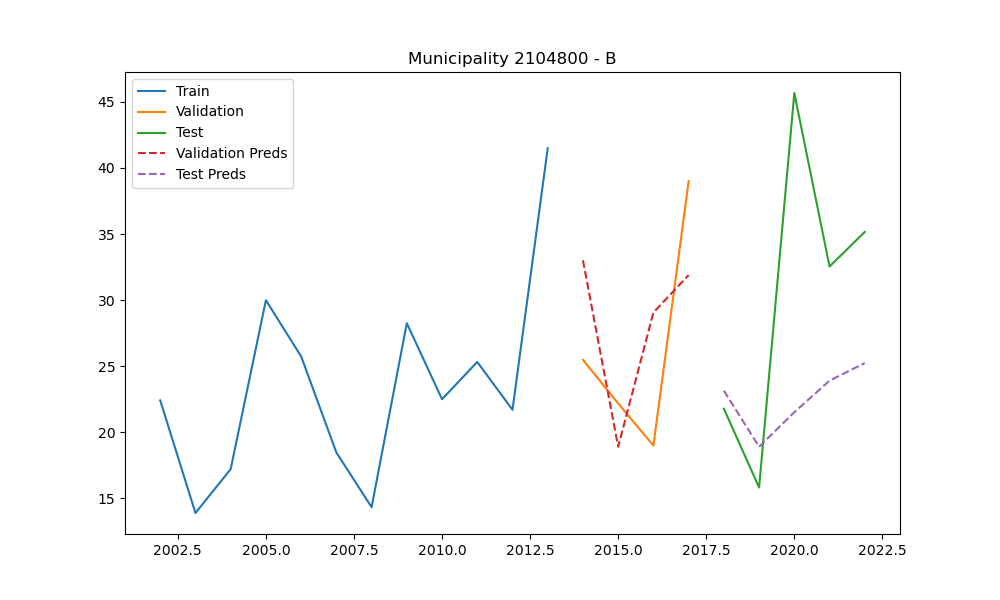 Municipality 2104800 - B
Train
Validation
Test
Validation Preds
Test Preds
45
40
35
30
25
20
15
2002.5 2005.0 2007.5 2010.0 2012.5 2015.0 2017.5 2020.0 2022.5